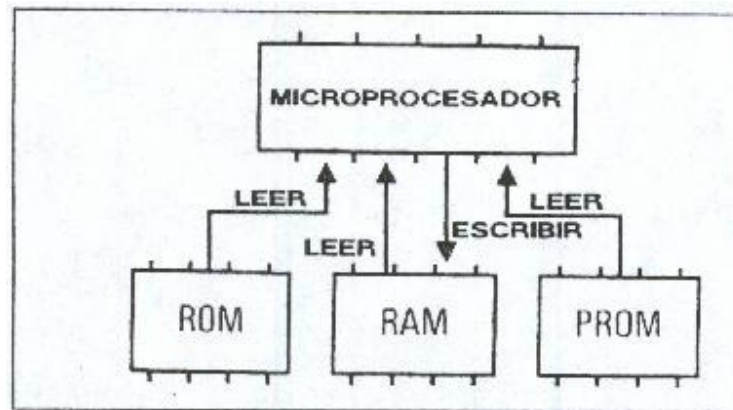 MICROPROCESADOR
LEER
LEER
LEER
ESCRIBIR
ROM
RAM
PROM